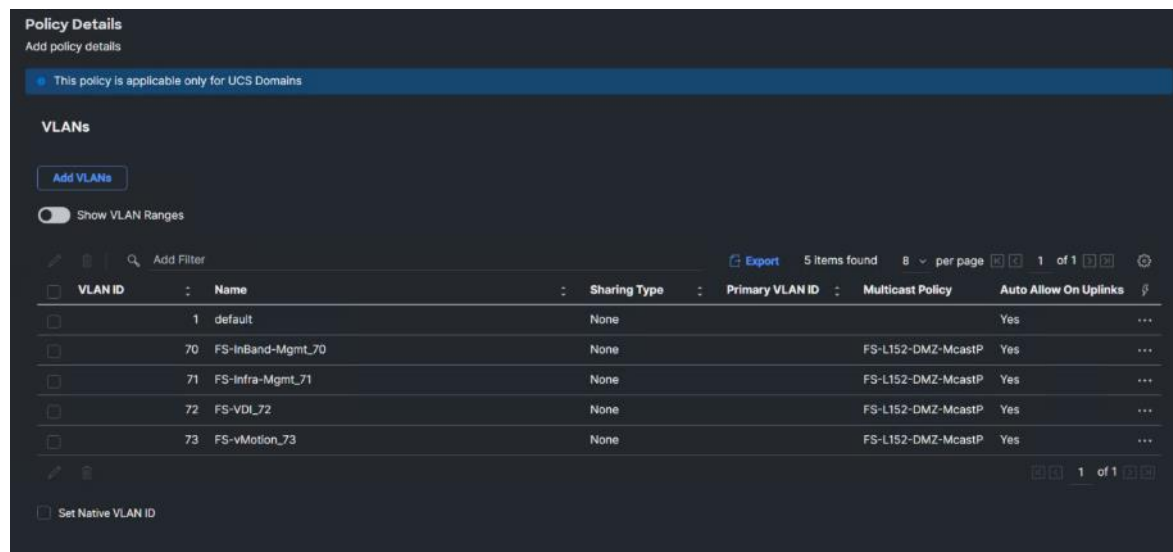 Policy Details
Add policy details
This policy is applicable only for UCS Domains
VLANs
Add VLANs
Show VLAN Ranges
Add Filter Export 5 items found 8 per page 1 of 1
VLAN ID Name Sharing Type Primary VLAN ID Multicast Policy Auto Allow On Uplinks
1 default None Yes
70 FS-InBand-Mgmt_70 None FS-L152-DMZ-McastP Yes
71 FS-Infra-Mgmt_71 None FS-L152-DMZ-McastP Yes
72 FS-VDI_72 None FS-L152-DMZ-McastP Yes
73 FS-vMotion_73 None FS-L152-DMZ-McastP Yes
1 of 1
Set Native VLAN ID